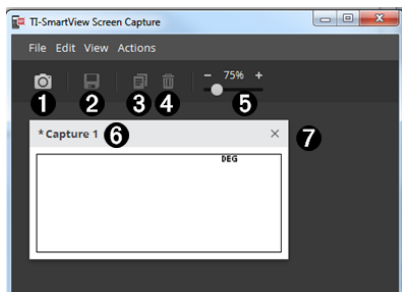 TI-SmartView Screen Capture
File Edit View Actions
− 75% +
1 2 3 4 5
*Capture 1 6 7
DEG